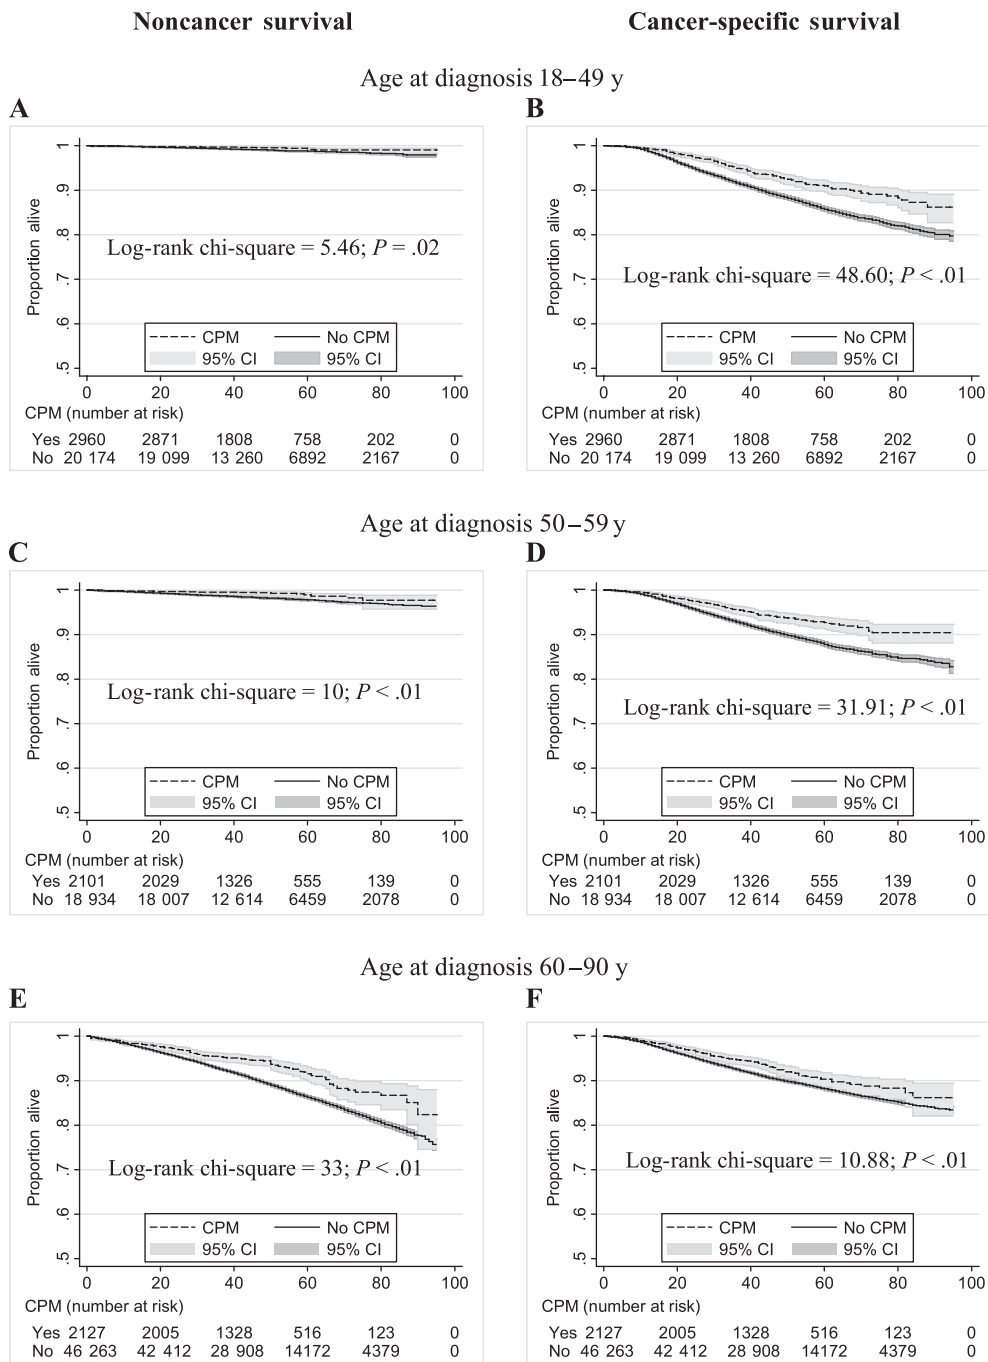 Noncancer survival
Cancer-specific survival
Age at diagnosis 18–49 y
A
B
Proportion alive
1
.9
.8
.7
.6
.5
Log-rank chi-square = 5.46; P = .02
CPM
No CPM
95% CI
95% CI
0 20 40 60 80 100
CPM (number at risk)
Yes 2960 2871 1808 758 202 0
No 20 174 19 099 13 260 6892 2167 0
Proportion alive
1
.9
.8
.7
.6
.5
Log-rank chi-square = 48.60; P < .01
CPM
No CPM
95% CI
95% CI
0 20 40 60 80 100
CPM (number at risk)
Yes 2960 2871 1808 758 202 0
No 20 174 19 099 13 260 6892 2167 0
Age at diagnosis 50–59 y
C
D
Proportion alive
1
.9
.8
.7
.6
.5
Log-rank chi-square = 10; P < .01
CPM
No CPM
95% CI
95% CI
0 20 40 60 80 100
CPM (number at risk)
Yes 2101 2029 1326 555 139 0
No 18 934 18 007 12 614 6459 2078 0
Proportion alive
1
.9
.8
.7
.6
.5
Log-rank chi-square = 31.91; P < .01
CPM
No CPM
95% CI
95% CI
0 20 40 60 80 100
CPM (number at risk)
Yes 2101 2029 1326 555 139 0
No 18 934 18 007 12 614 6459 2078 0
Age at diagnosis 60–90 y
E
F
Proportion alive
1
.9
.8
.7
.6
.5
Log-rank chi-square = 33; P < .01
CPM
No CPM
95% CI
95% CI
0 20 40 60 80 100
CPM (number at risk)
Yes 2127 2005 1328 516 123 0
No 46 263 42 412 28 908 14172 4379 0
Proportion alive
1
.9
.8
.7
.6
.5
Log-rank chi-square = 10.88; P < .01
CPM
No CPM
95% CI
95% CI
0 20 40 60 80 100
CPM (number at risk)
Yes 2127 2005 1328 516 123 0
No 46 263 42 412 28 908 14172 4379 0